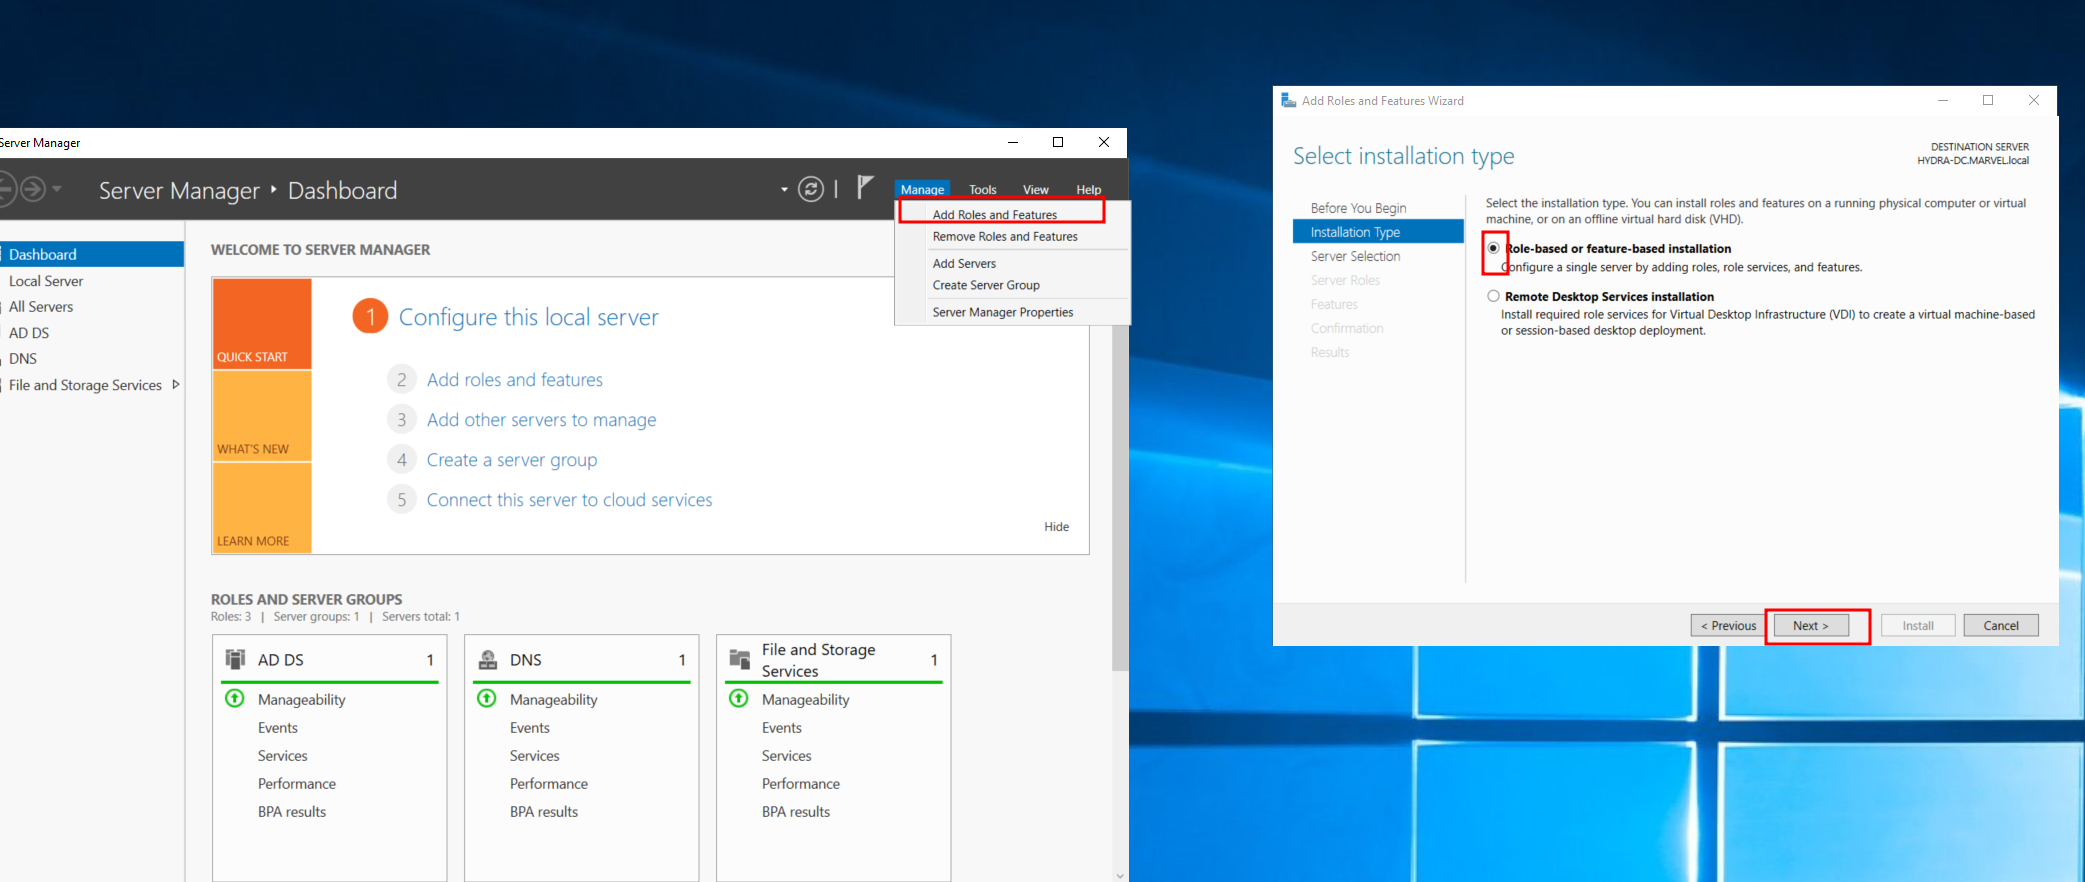 Server Manager
Server Manager
Dashboard
Manage
Tools
View
Help
Add Roles and Features
Remove Roles and Features
Add Servers
Create Server Group
Server Manager Properties
Dashboard
Local Server
All Servers
AD DS
DNS
File and Storage Services
WELCOME TO SERVER MANAGER
QUICK START
WHAT'S NEW
LEARN MORE
1 Configure this local server
2 Add roles and features
3 Add other servers to manage
4 Create a server group
5 Connect this server to cloud services
Hide
ROLES AND SERVER GROUPS
Roles: 3 | Server groups: 1 | Servers total: 1
AD DS 1
Manageability
Events
Services
Performance
BPA results
DNS 1
Manageability
Events
Services
Performance
BPA results
File and Storage
Services 1
Manageability
Events
Services
Performance
BPA results
Add Roles and Features Wizard
Select installation type
DESTINATION SERVER
HYDRA-DC.MARVEL.local
Before You Begin
Installation Type
Server Selection
Server Roles
Features
Confirmation
Results
Select the installation type. You can install roles and features on a running physical computer or virtual
machine, or on an offline virtual hard disk (VHD).
Role-based or feature-based installation
Configure a single server by adding roles, role services, and features.
Remote Desktop Services installation
Install required role services for Virtual Desktop Infrastructure (VDI) to create a virtual machine-based
or session-based desktop deployment.
< Previous
Next >
Install
Cancel